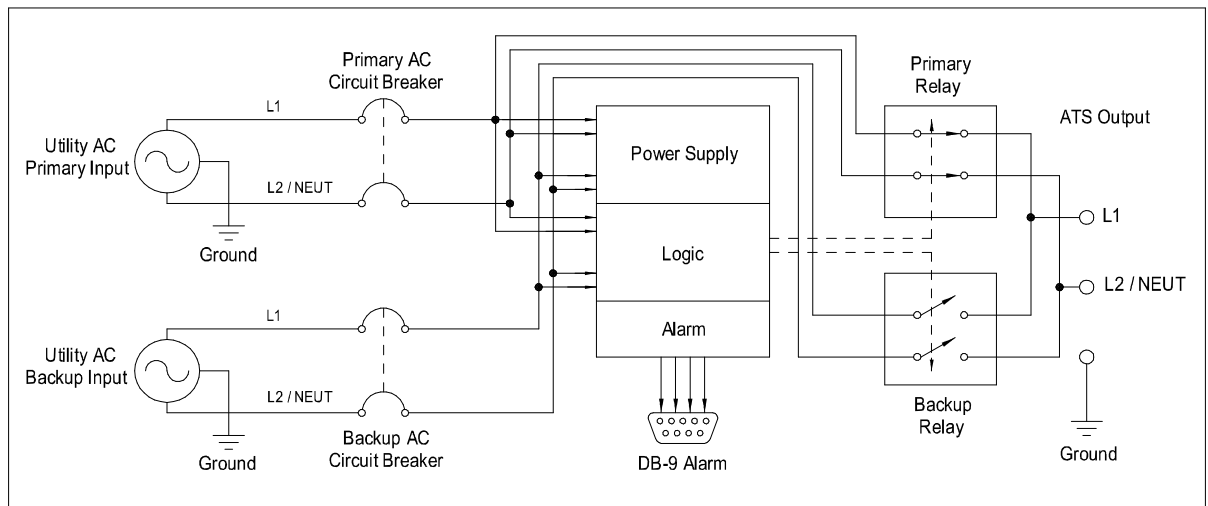 Primary AC
Circuit Breaker
Primary
Relay
L1
ATS Output
Utility AC
Primary Input
Power Supply
L2 / NEUT
L1
Ground
Logic
L2 / NEUT
L1
Alarm
Utility AC
Backup Input
L2 / NEUT
Backup
Relay
Backup AC
Circuit Breaker
Ground
DB-9 Alarm
Ground